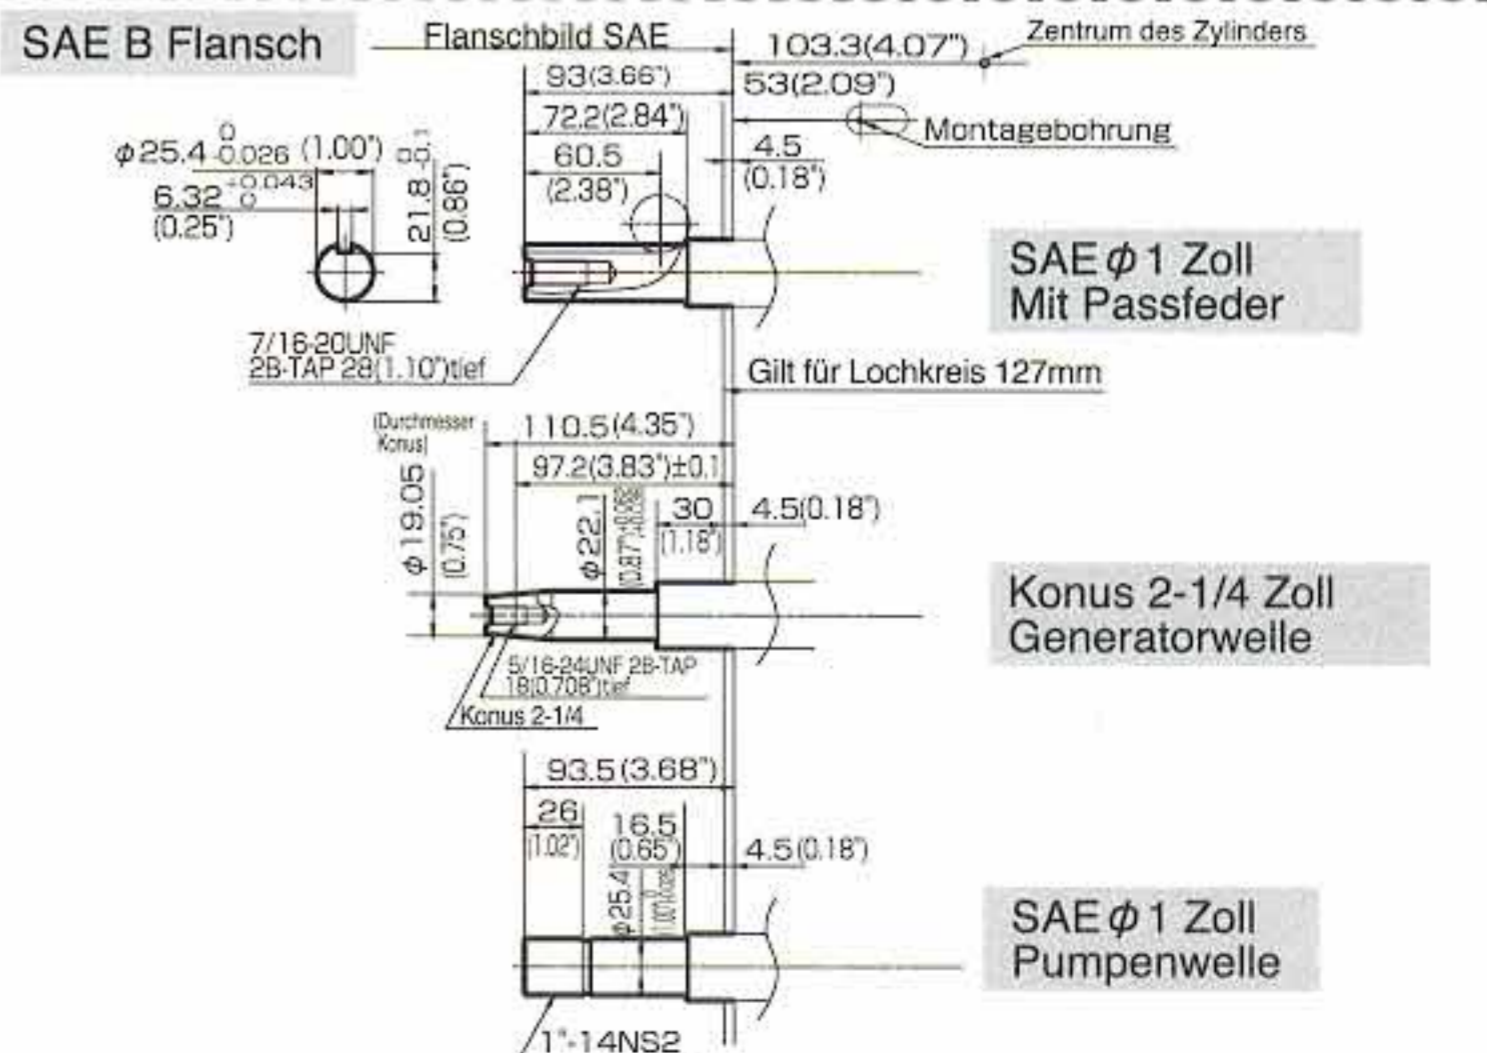 SAE B Flansch
Flanschbild SAE
103.3(4.07")
Zentrum des Zylinders
93(3.66")
53(2.09")
72.2(2.84")
Montagebohrung
60.5
(2.38")
4.5
(0.18")
0
φ25.4-0.026 (1.00")
+0.043
6.32 0
(0.25")
21.8
(0.86")
SAE φ 1 Zoll
Mit Passfeder
7/16-20UNF
2B-TAP 28(1.10")tief
Gilt für Lochkreis 127mm
(Durchmesser
Konus)
110.5(4.35")
97.2(3.83")±0.1
φ19.05
(0.75")
φ22.1
(0.87")
30
(1.18")
4.5(0.18")
Konus 2-1/4 Zoll
Generatorwelle
5/16-24UNF 2B-TAP
18(0.708")tief
Konus 2-1/4
93.5(3.68")
26
(1.02")
16.5
(0.65")
4.5(0.18")
φ25.4
SAE φ 1 Zoll
Pumpenwelle
1"-14NS2